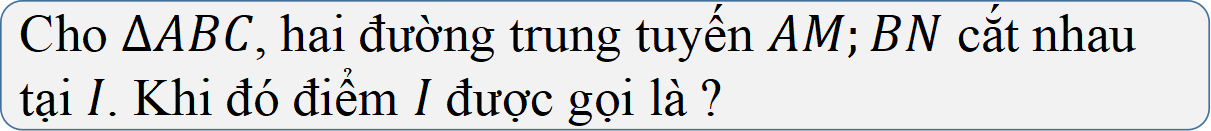 Cho ΔABC, hai đường trung tuyến AM; BN cắt nhau
tại I. Khi đó điểm I được gọi là ?